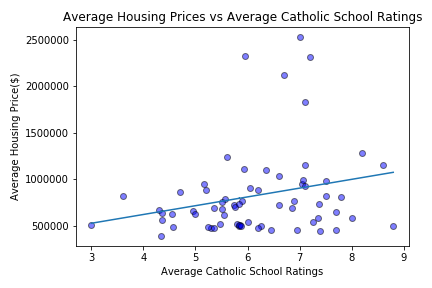 Average Housing Prices vs Average Catholic School Ratings
Average Housing Price($)
2500000
2000000
1500000
1000000
500000
3 4 5 6 7 8 9
Average Catholic School Ratings